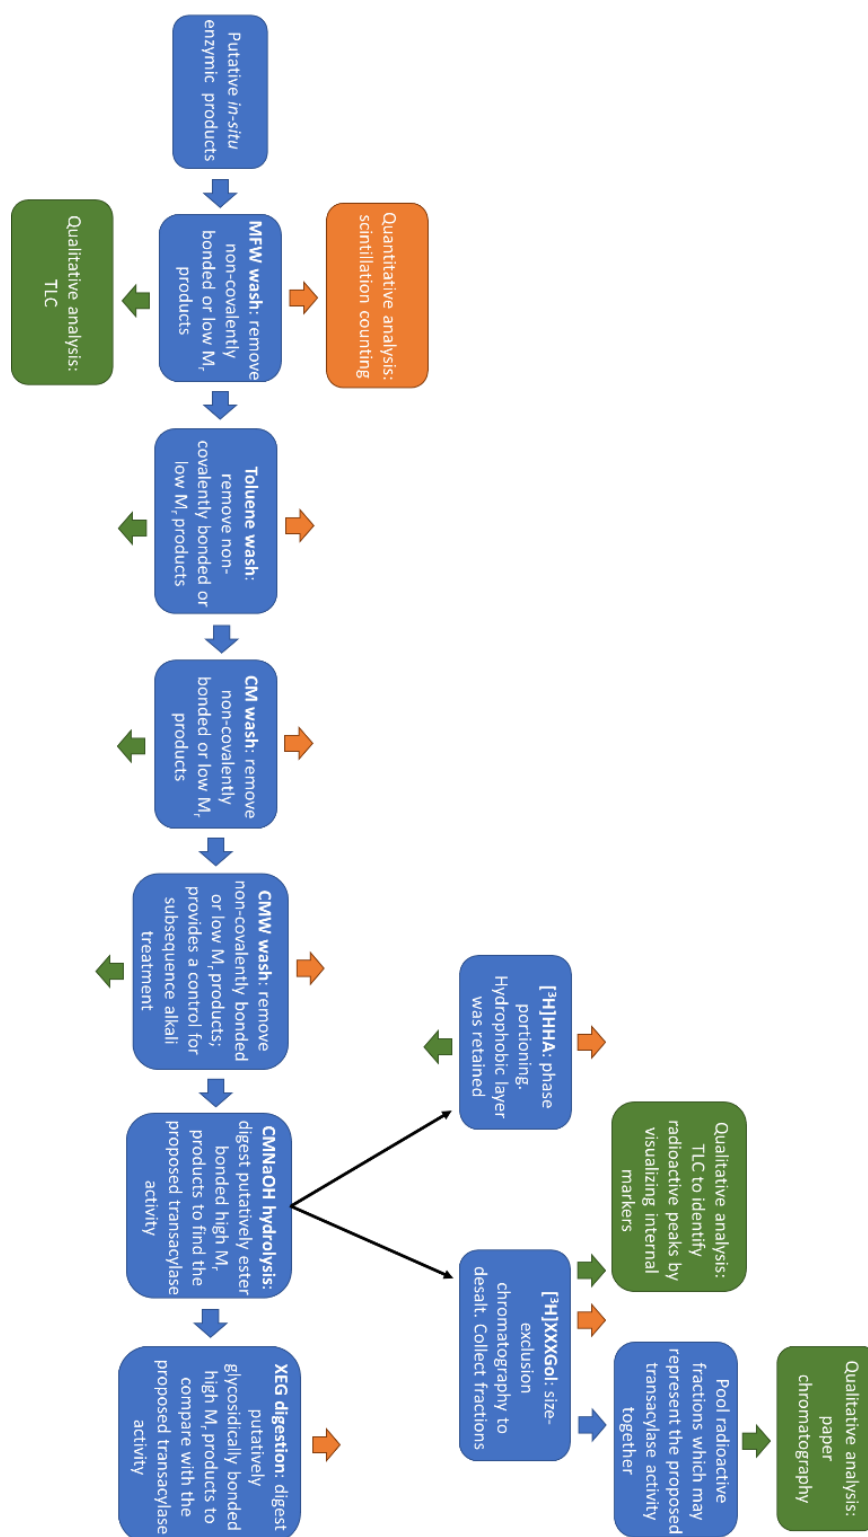 Putative in-situ
enzymic products
MFW wash: remove
non-covalently
bonded or low Mr
products
Quantitative analysis:
scintillation counting
Qualitative analysis:
TLC
Toluene wash:
remove non-
covalently bonded or
low Mr products
CM wash: remove
non-covalently
bonded or low Mr
products
CMW wash: remove
non-covalently bonded
or low Mr products;
provides a control for
subsequence alkali
treatment
CMNaOH hydrolysis:
digest putatively ester
bonded high Mr
products to find the
proposed transacylase
activity
[³H]HHA: phase
portioning.
Hydrophobic layer
was retained
[³H]XXXGol: size-
exclusion
chromatography to
desalt. Collect fractions
Qualitative analysis:
TLC to identify
radioactive peaks by
visualizing internal
markers
Pool radioactive
fractions which may
represent the proposed
transacylase activity
together
Qualitative analysis:
paper
chromatography
XEG digestion: digest
putatively
glycosidically bonded
high Mr products to
compare with the
proposed transacylase
activity